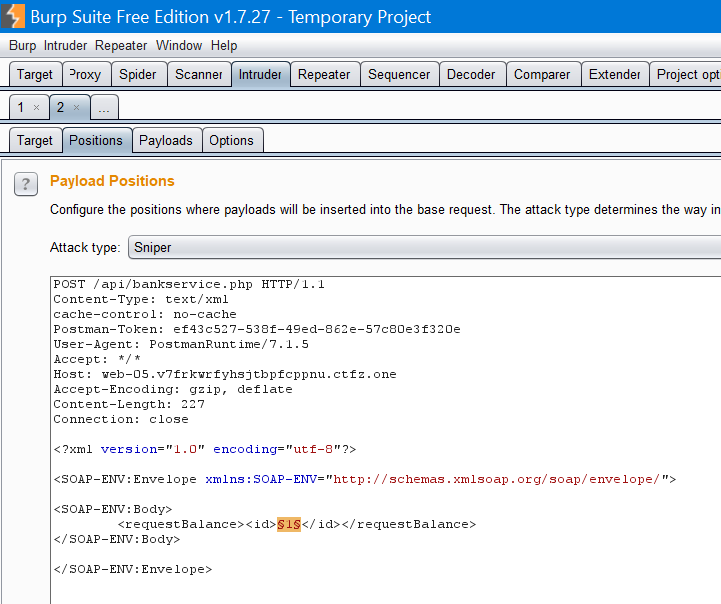 Burp Suite Free Edition v1.7.27 - Temporary Project
Burp Intruder Repeater Window Help
Target Proxy Spider Scanner Intruder Repeater Sequencer Decoder Comparer Extender Project opti
1 × 2 × ...
Target Positions Payloads Options
? Payload Positions
Configure the positions where payloads will be inserted into the base request. The attack type determines the way in
Attack type: Sniper
POST /api/bankservice.php HTTP/1.1
Content-Type: text/xml
cache-control: no-cache
Postman-Token: ef43c527-538f-49ed-862e-57c80e3f320e
User-Agent: PostmanRuntime/7.1.5
Accept: */*
Host: web-05.v7frkwrfyhsjtbpfcppnu.ctfz.one
Accept-Encoding: gzip, deflate
Content-Length: 227
Connection: close
<?xml version="1.0" encoding="utf-8"?>
<SOAP-ENV:Envelope xmlns:SOAP-ENV="http://schemas.xmlsoap.org/soap/envelope/">
<SOAP-ENV:Body>
<requestBalance><id>§1§</id></requestBalance>
</SOAP-ENV:Body>
</SOAP-ENV:Envelope>